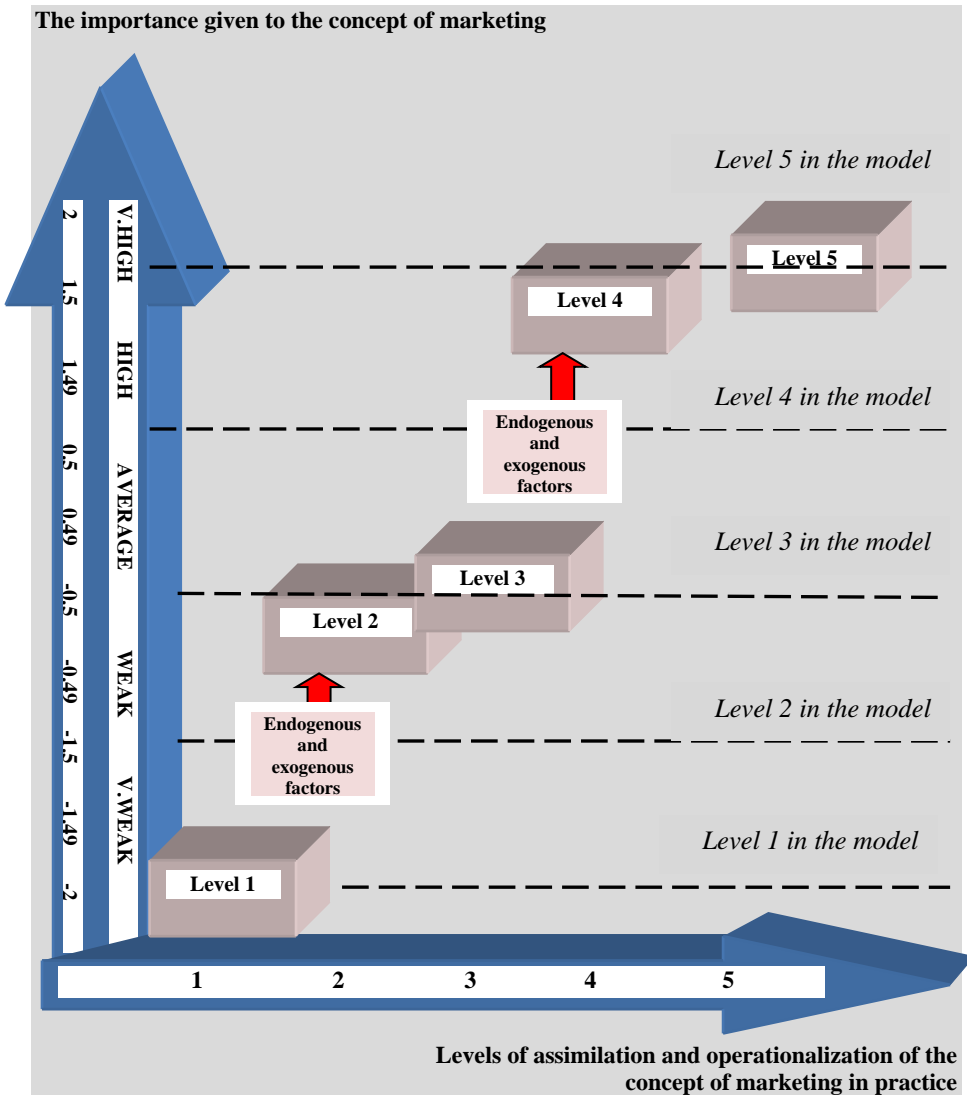 The importance given to the concept of marketing
Level 5 in the model
2
V.HIGH
Level 5
1.5
Level 4
HIGH
1.49
Level 4 in the model
Endogenous
and
exogenous
factors
0.5
AVERAGE
0.49
Level 3 in the model
Level 3
-0.5
Level 2
WEAK
-0.49
Level 2 in the model
Endogenous
and
exogenous
factors
-1.5
V.WEAK
-1.49
Level 1 in the model
Level 1
-2
1 2 3 4 5
Levels of assimilation and operationalization of the
concept of marketing in practice